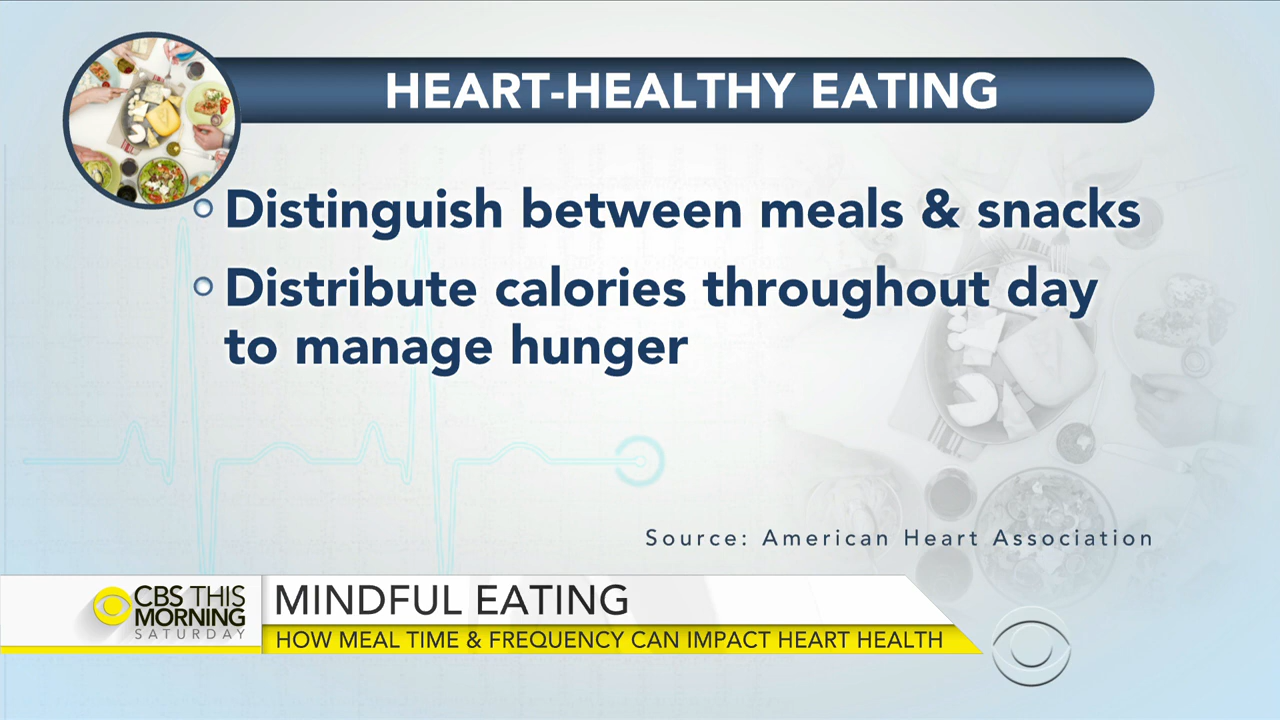 HEART-HEALTHY EATING
Distinguish between meals & snacks
Distribute calories throughout day
to manage hunger
Source: American Heart Association
CBS THIS
MORNING
SATURDAY
MINDFUL EATING
HOW MEAL TIME & FREQUENCY CAN IMPACT HEART HEALTH